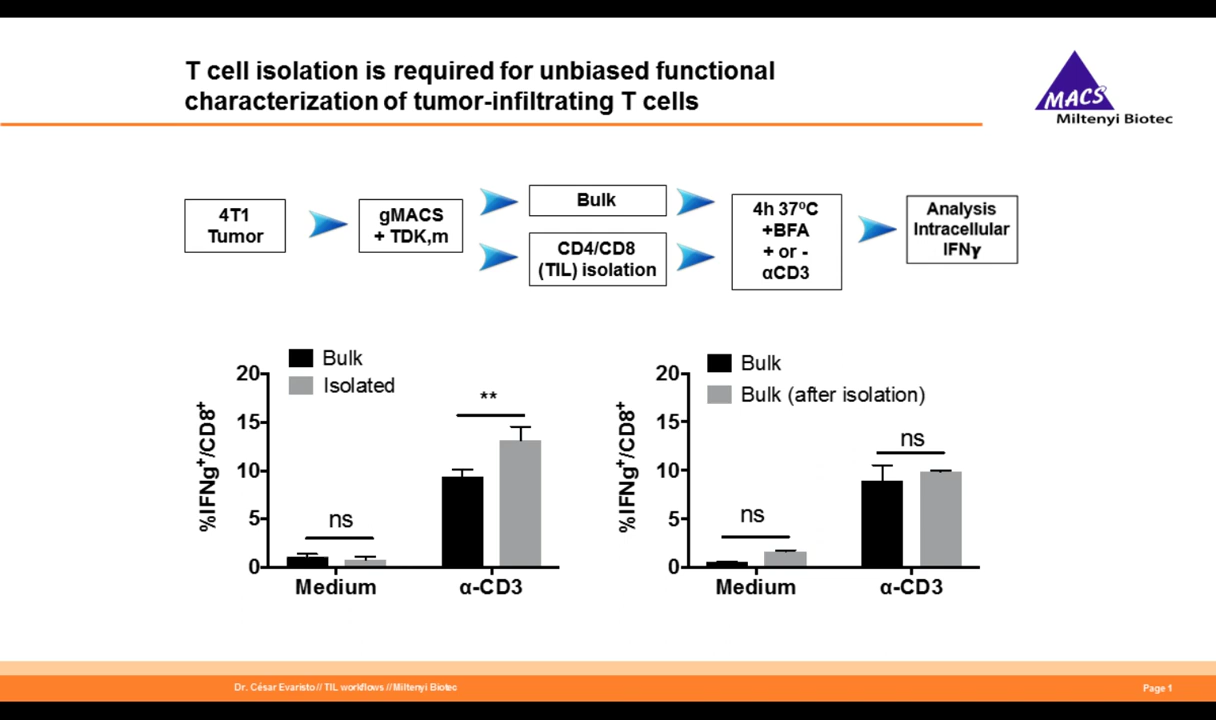 T cell isolation is required for unbiased functional
characterization of tumor-infiltrating T cells
MACS
Miltenyi Biotec
4T1
Tumor
gMACS
+ TDK,m
Bulk
CD4/CD8
(TIL) isolation
4h 37ºC
+BFA
+ or -
αCD3
Analysis
Intracellular
IFNγ
Bulk
Isolated
%IFNg⁺/CD8⁺
20
15
10
5
0
ns
**
Medium
α-CD3
Bulk
Bulk (after isolation)
%IFNg⁺/CD8⁺
20
15
10
5
0
ns
ns
Medium
α-CD3
Dr. César Evaristo // TIL workflows // Miltenyi Biotec
Page 1